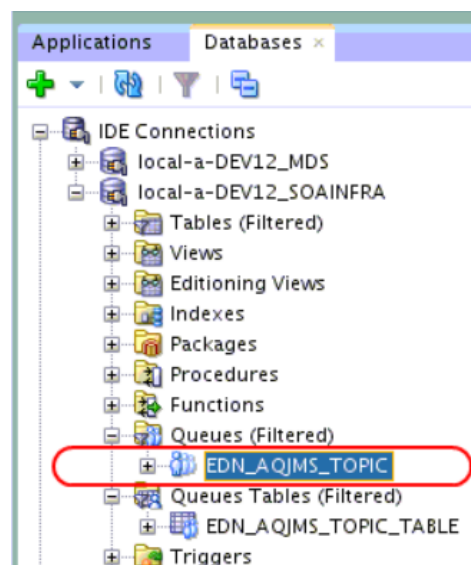 Applications Databases
IDE Connections
local-a-DEV12_MDS
local-a-DEV12_SOAINFRA
Tables (Filtered)
Views
Editioning Views
Indexes
Packages
Procedures
Functions
Queues (Filtered)
EDN_AQJMS_TOPIC
Queues Tables (Filtered)
EDN_AQJMS_TOPIC_TABLE
Triggers